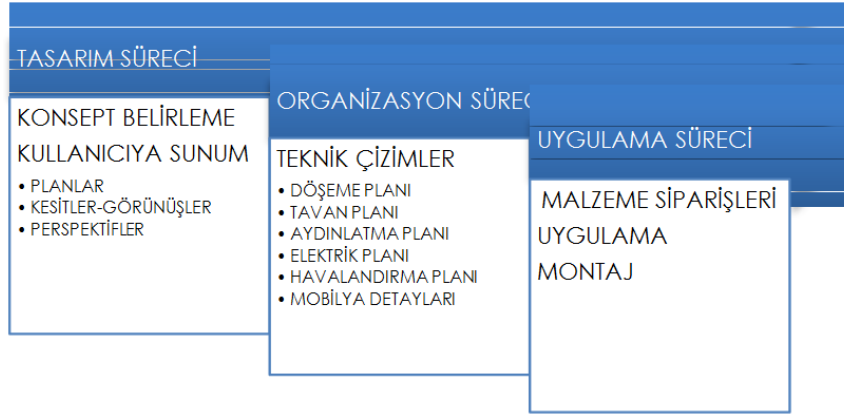 TASARIM SÜRECİ
KONSEPT BELİRLEME
KULLANICIYA SUNUM
• PLANLAR
• KESİTLER-GÖRÜNÜŞLER
• PERSPEKTİFLER
ORGANİZASYON SÜREC
TEKNİK ÇİZİMLER
• DÖŞEME PLANI
• TAVAN PLANI
• AYDINLATMA PLANI
• ELEKTRİK PLANI
• HAVALANDIRMA PLANI
• MOBİLYA DETAYLARI
UYGULAMA SÜRECİ
MALZEME SİPARİŞLERİ
UYGULAMA
MONTAJ